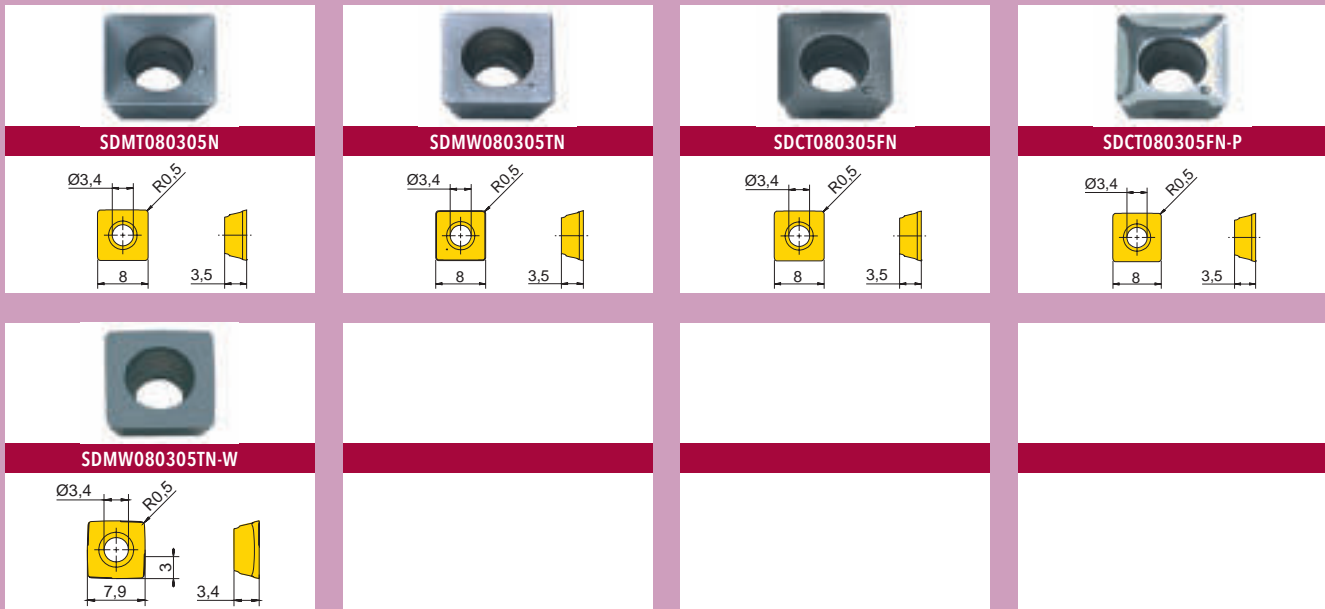 SDMT080305N
Ø3,4
R0,5
8
3,5
SDMW080305TN
Ø3,4
R0,5
8
3,5
SDCT080305FN
Ø3,4
R0,5
8
3,5
SDCT080305FN-P
Ø3,4
R0,5
8
3,5
SDMW080305TN-W
Ø3,4
R0,5
3
7,9
3,4